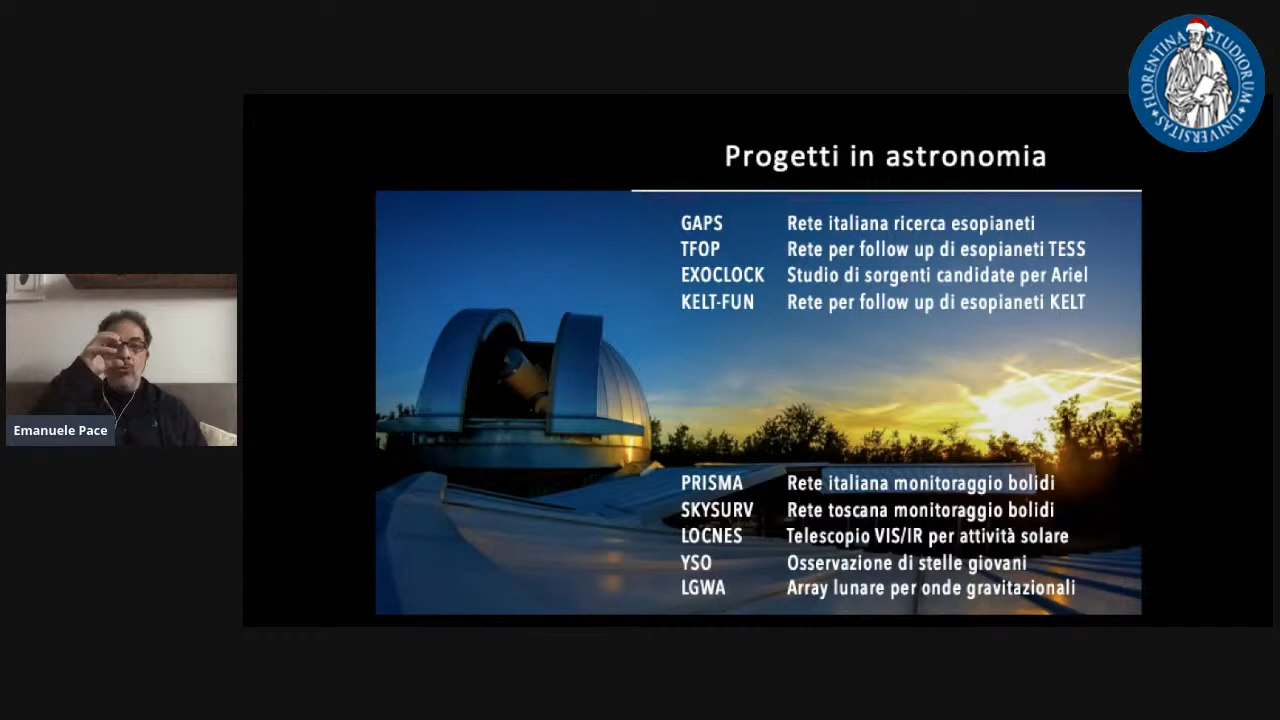 FLORENTINA STUDIORUM UNIVERSITAS
Progetti in astronomia
GAPS Rete italiana ricerca esopianeti
TFOP Rete per follow up di esopianeti TESS
EXOCLOCK Studio di sorgenti candidate per Ariel
KELT-FUN Rete per follow up di esopianeti KELT
Emanuele Pace
PRISMA Rete italiana monitoraggio bolidi
SKYSURV Rete toscana monitoraggio bolidi
LOCNES Telescopio VIS/IR per attività solare
YSO Osservazione di stelle giovani
LGWA Array lunare per onde gravitazionali